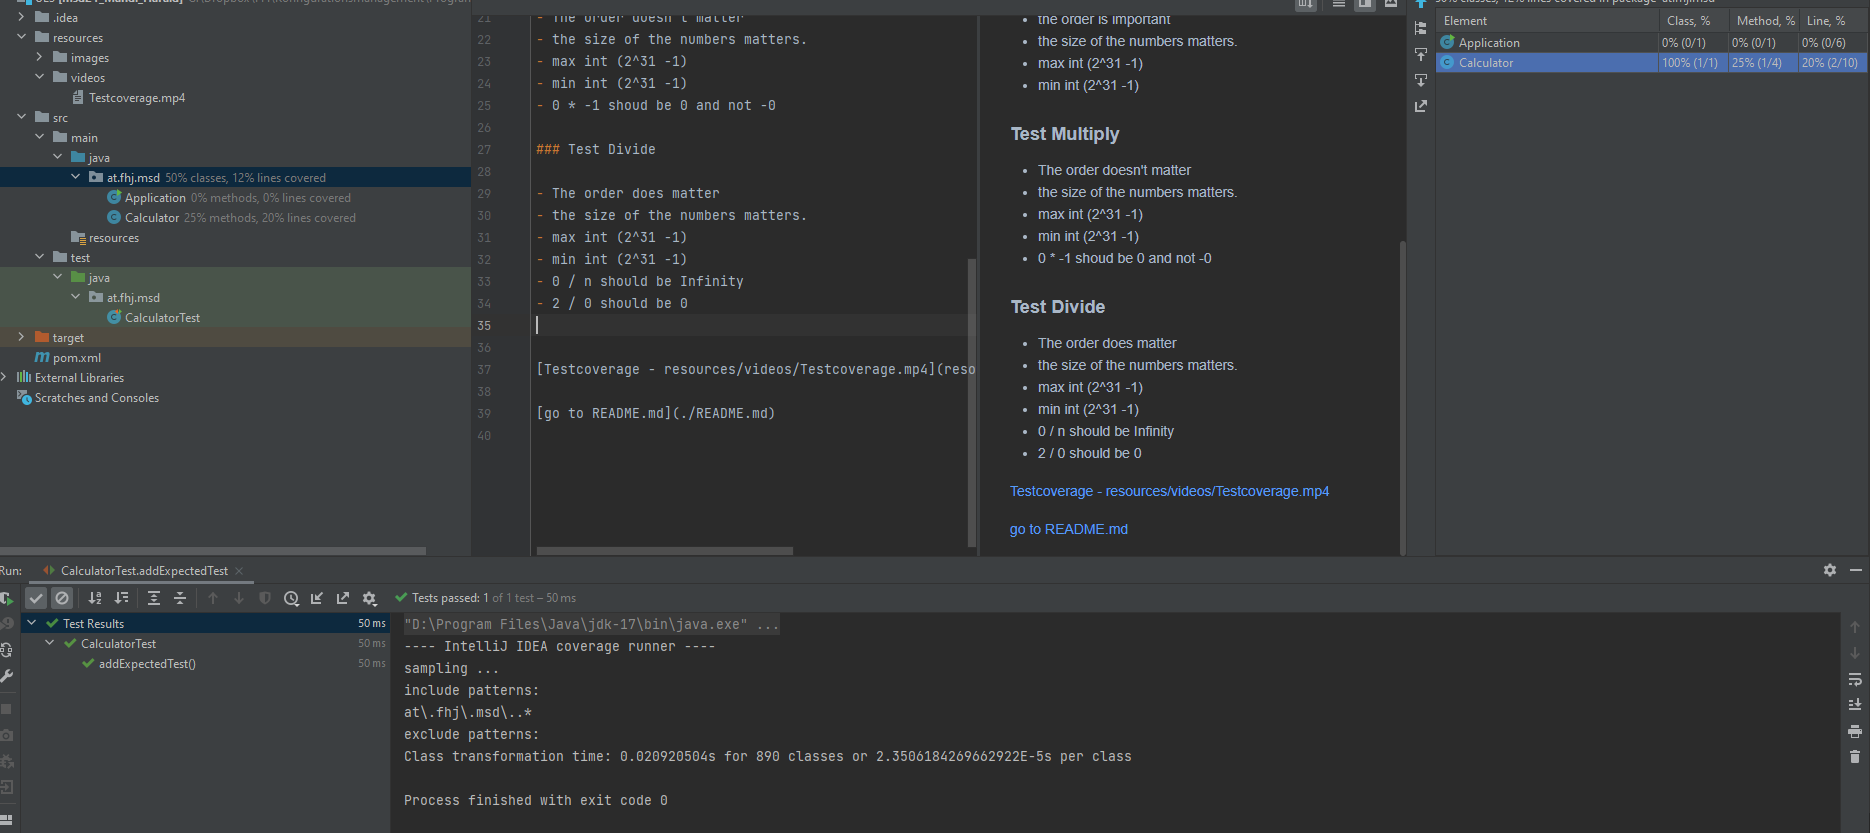 .idea
resources
images
videos
Testcoverage.mp4
src
main
java
at.fhj.msd 50% classes, 12% lines covered
Application 0% methods, 0% lines covered
Calculator 25% methods, 20% lines covered
resources
test
java
at.fhj.msd
CalculatorTest
target
pom.xml
External Libraries
Scratches and Consoles
21 - The order doesn't matter
22 - the size of the numbers matters.
23 - max int (2^31 -1)
24 - min int (2^31 -1)
25 - 0 * -1 shoud be 0 and not -0
26
27 ### Test Divide
28
29 - The order does matter
30 - the size of the numbers matters.
31 - max int (2^31 -1)
32 - min int (2^31 -1)
33 - 0 / n should be Infinity
34 - 2 / 0 should be 0
35
36
37 [Testcoverage - resources/videos/Testcoverage.mp4](reso
38
39 [go to README.md](./README.md)
40
• the order is important
• the size of the numbers matters.
• max int (2^31 -1)
• min int (2^31 -1)
Test Multiply
• The order doesn't matter
• the size of the numbers matters.
• max int (2^31 -1)
• min int (2^31 -1)
• 0 * -1 shoud be 0 and not -0
Test Divide
• The order does matter
• the size of the numbers matters.
• max int (2^31 -1)
• min int (2^31 -1)
• 0 / n should be Infinity
• 2 / 0 should be 0
Testcoverage - resources/videos/Testcoverage.mp4
go to README.md
50% classes, 12% lines covered in package 'at.fhj.msd'
Element Class, % Method, % Line, %
Application 0% (0/1) 0% (0/1) 0% (0/6)
Calculator 100% (1/1) 25% (1/4) 20% (2/10)
Run: CalculatorTest.addExpectedTest
Tests passed: 1 of 1 test – 50 ms
Test Results 50 ms
CalculatorTest 50 ms
addExpectedTest() 50 ms
"D:\Program Files\Java\jdk-17\bin\java.exe" ...
---- IntelliJ IDEA coverage runner ----
sampling ...
include patterns:
at\.fhj\.msd\..*
exclude patterns:
Class transformation time: 0.020920504s for 890 classes or 2.3506184269662922E-5s per class
Process finished with exit code 0